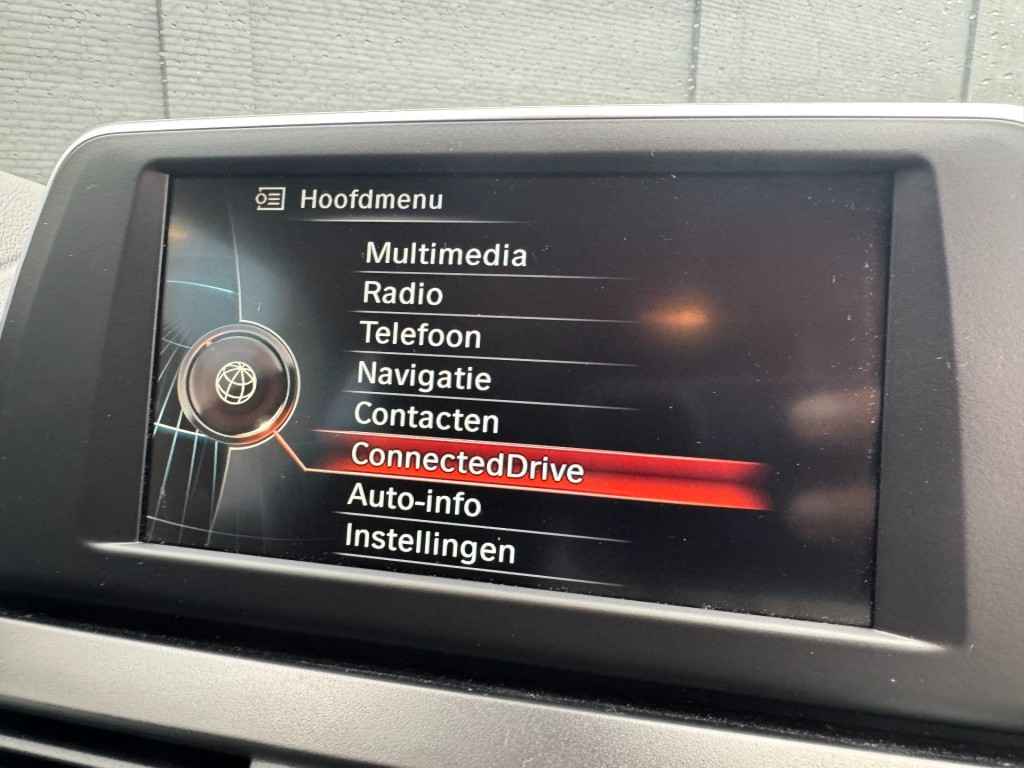 Hoofdmenu
Multimedia
Radio
Telefoon
Navigatie
Contacten
ConnectedDrive
Auto-info
Instellingen